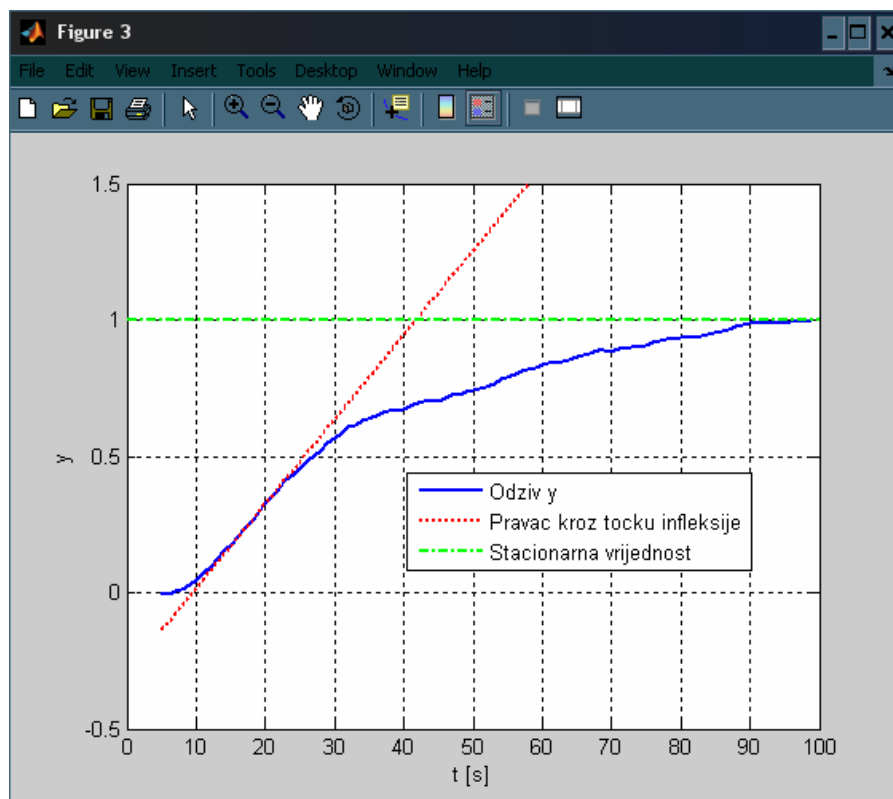 Figure 3
File Edit View Insert Tools Desktop Window Help
1.5
1
0.5
0
-0.5
y
Odziv y
Pravac kroz tocku infleksije
Stacionarna vrijednost
0 10 20 30 40 50 60 70 80 90 100
t [s]